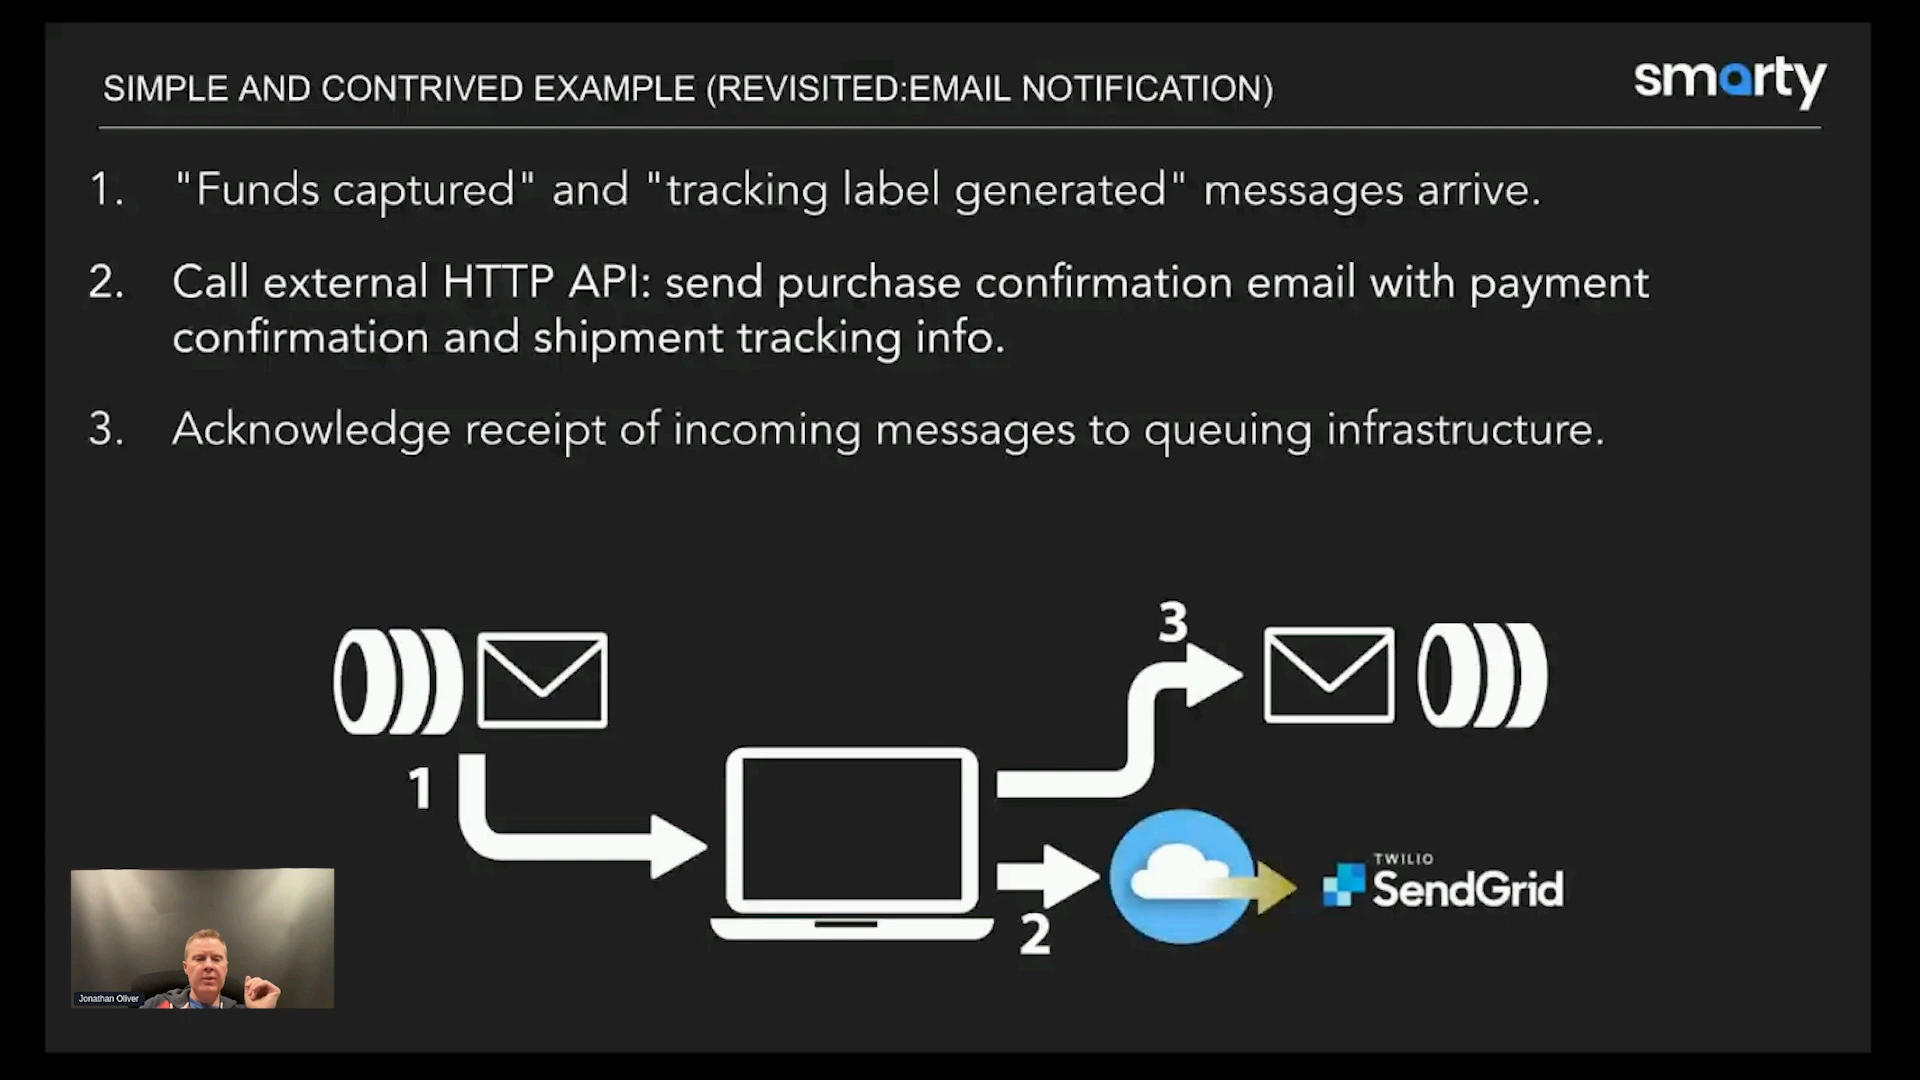 SIMPLE AND CONTRIVED EXAMPLE (REVISITED:EMAIL NOTIFICATION)
smarty
1. "Funds captured" and "tracking label generated" messages arrive.
2. Call external HTTP API: send purchase confirmation email with payment
confirmation and shipment tracking info.
3. Acknowledge receipt of incoming messages to queuing infrastructure.
3
1
2
TWILIO
SendGrid
Jonathan Oliver